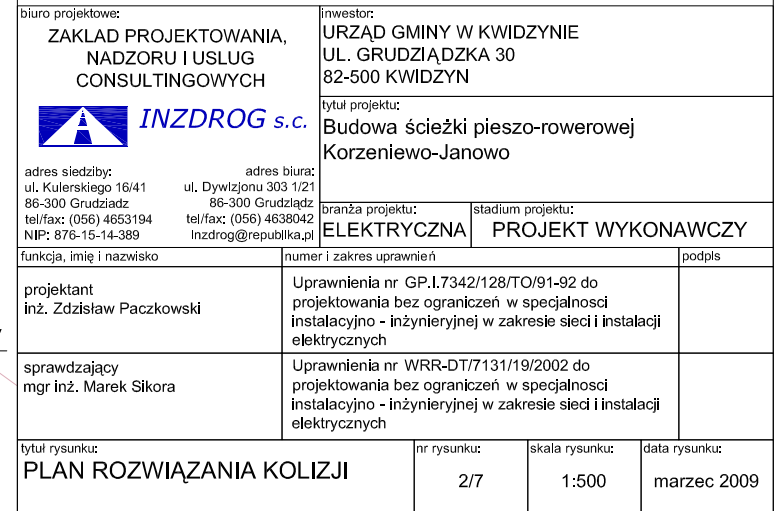 biuro projektowe:
ZAKLAD PROJEKTOWANIA,
NADZORU I USLUG
CONSULTINGOWYCH
INZDROG s.c.
adres siedziby:
ul. Kulerskiego 16/41
86-300 Grudziadz
tel/fax: (056) 4653194
NIP: 876-15-14-389
adres biura:
ul. Dywizjonu 303 1/21
86-300 Grudziądz
tel/fax: (056) 4638042
Inzdrog@republika.pl
inwestor:
URZĄD GMINY W KWIDZYNIE
UL. GRUDZIĄDZKA 30
82-500 KWIDZYN
tytuł projektu:
Budowa ścieżki pieszo-rowerowej
Korzeniewo-Janowo
branża projektu:
ELEKTRYCZNA
stadium projektu:
PROJEKT WYKONAWCZY
funkcja, imię i nazwisko
numer i zakres uprawnień
podpis
projektant
inż. Zdzisław Paczkowski
Uprawnienia nr GP.I.7342/128/TO/91-92 do
projektowania bez ograniczeń w specjalnosci
instalacyjno - inżynieryjnej w zakresie sieci i instalacji
elektrycznych
sprawdzający
mgr inż. Marek Sikora
Uprawnienia nr WRR-DT/7131/19/2002 do
projektowania bez ograniczeń w specjalnosci
instalacyjno - inżynieryjnej w zakresie sieci i instalacji
elektrycznych
tytuł rysunku:
PLAN ROZWIĄZANIA KOLIZJI
nr rysunku:
2/7
skala rysunku:
1:500
data rysunku:
marzec 2009